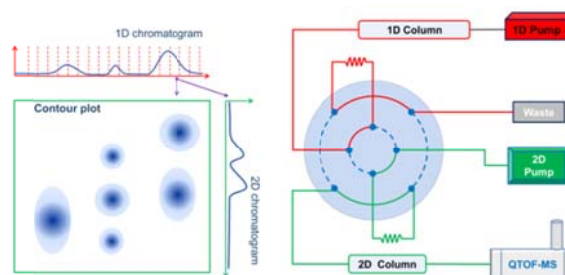 1D chromatogram
Contour plot
2D chromatogram
1D Column
1D Pump
Waste
2D
Pump
2D Column
QTOF-MS